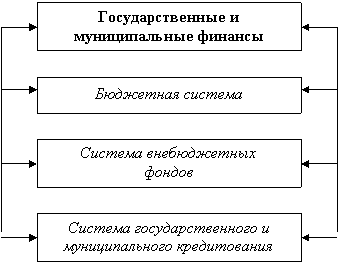 Государственные и
муниципальные финансы
Бюджетная система
Система внебюджетных
фондов
Система государственного и
муниципального кредитования